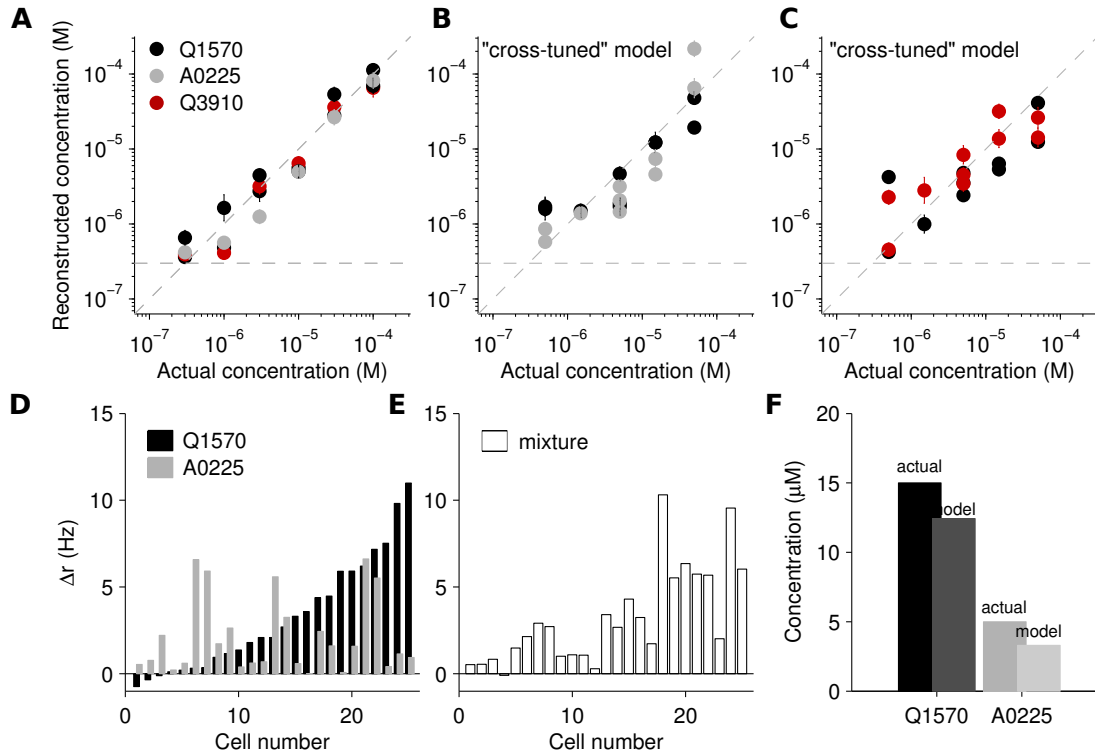 A
B
C
Q1570
A0225
Q3910
"cross-tuned" model
"cross-tuned" model
Reconstructed concentration (M)
10⁻⁴
10⁻⁵
10⁻⁶
10⁻⁷
10⁻⁴
10⁻⁵
10⁻⁶
10⁻⁷
10⁻⁴
10⁻⁵
10⁻⁶
10⁻⁷
10⁻⁷ 10⁻⁶ 10⁻⁵ 10⁻⁴
10⁻⁷ 10⁻⁶ 10⁻⁵ 10⁻⁴
10⁻⁷ 10⁻⁶ 10⁻⁵ 10⁻⁴
Actual concentration (M)
Actual concentration (M)
Actual concentration (M)
D
Q1570
A0225
Δr (Hz)
15
10
5
0
0 10 20
Cell number
E
mixture
15
10
5
0
0 10 20
Cell number
F
Concentration (μM)
20
15
10
5
0
actual
model
actual
model
Q1570 A0225